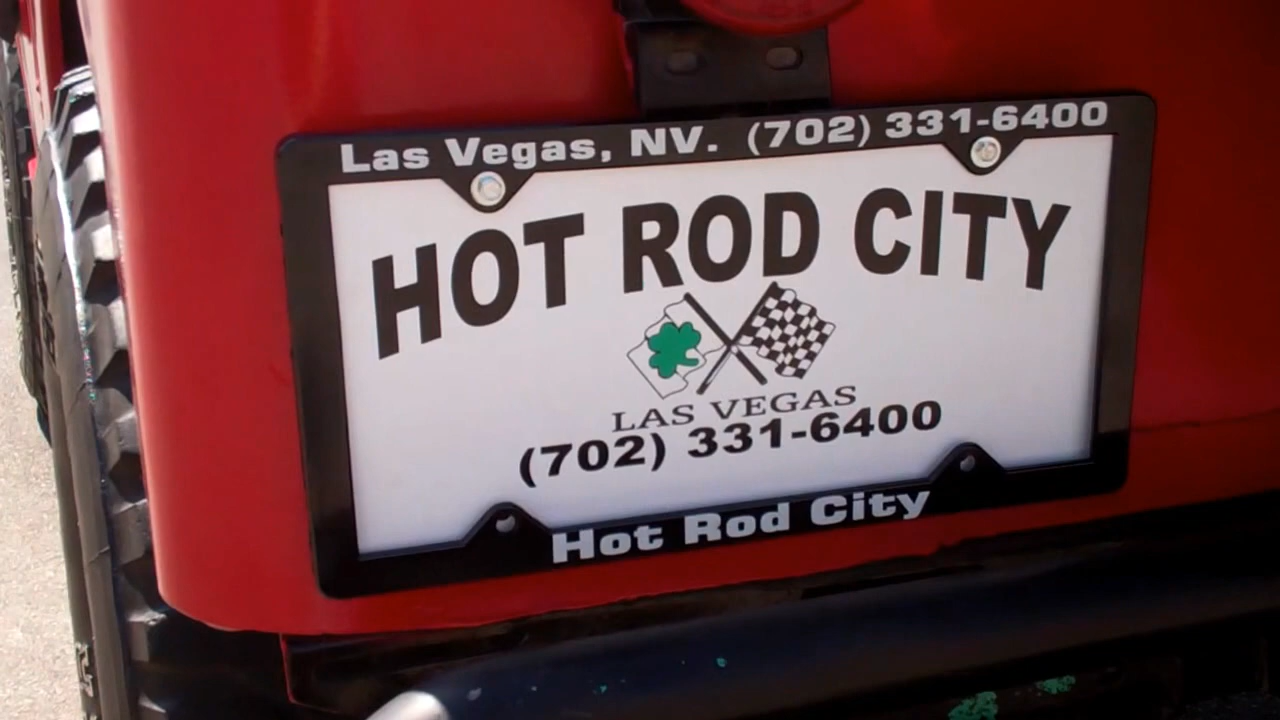 Las Vegas, NV. (702) 331-6400
HOT ROD CITY
LAS VEGAS
(702) 331-6400
Hot Rod City